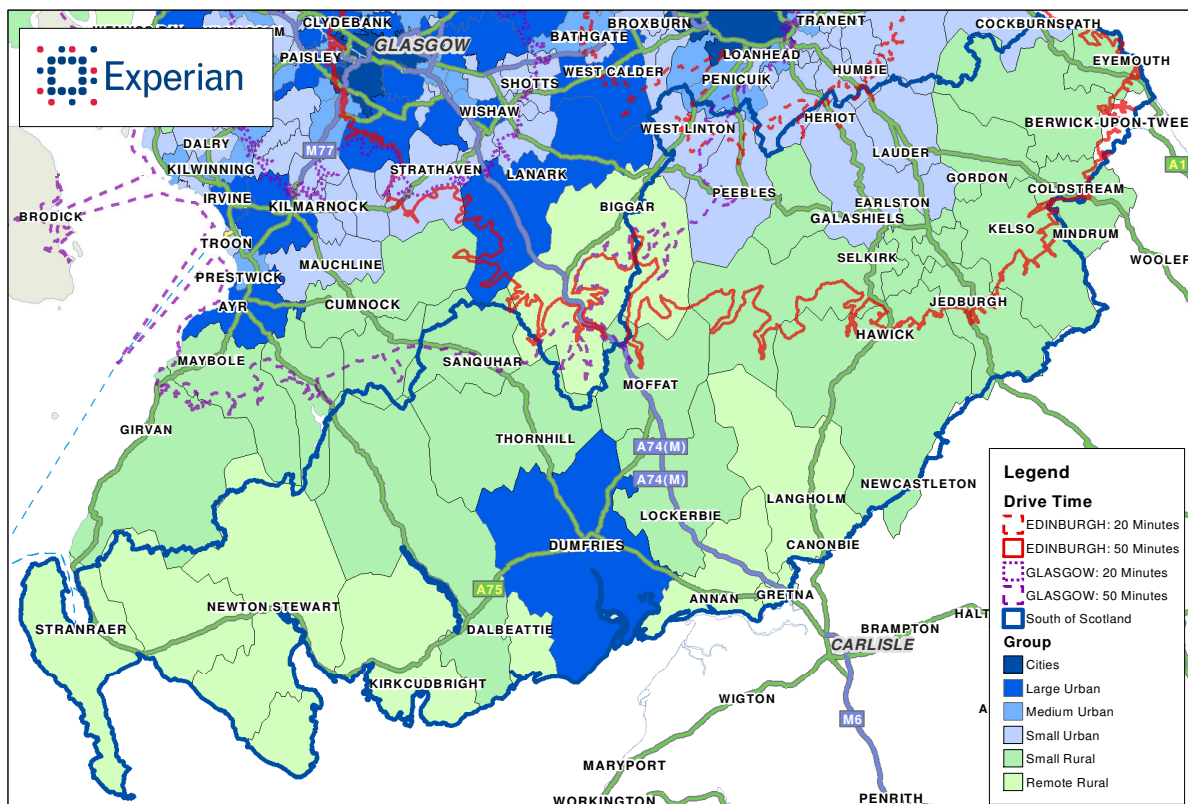 CLYDEBANK
BROXBURN
TRANENT
COCKBURNSPATH
GLASGOW
BATHGATE
PAISLEY
LOANHEAD
EYEMOUTH
Experian
SHOTTS
WEST CALDER
PENICUIK
HUMBIE
WISHAW
WEST LINTON
HERIOT
BERWICK-UPON-TWEE
DALRY
M77
LAUDER
A1
KILWINNING
STRATHAVEN
LANARK
GORDON
IRVINE
PEEBLES
COLDSTREAM
BRODICK
KILMARNOCK
BIGGAR
EARLSTON
GALASHIELS
KELSO
MINDRUM
TROON
SELKIRK
WOOLER
MAUCHLINE
PRESTWICK
AYR
CUMNOCK
JEDBURGH
HAWICK
MAYBOLE
SANQUHAR
MOFFAT
GIRVAN
THORNHILL
A74(M)
A74(M)
LANGHOLM
NEWCASTLETON
LOCKERBIE
DUMFRIES
CANONBIE
A75
ANNAN
GRETNA
NEWTON STEWART
STRANRAER
DALBEATTIE
BRAMPTON
HALT
CARLISLE
KIRKCUDBRIGHT
WIGTON
A
M6
MARYPORT
WORKINGTON
PENRITH
Legend
Drive Time
EDINBURGH: 20 Minutes
EDINBURGH: 50 Minutes
GLASGOW: 20 Minutes
GLASGOW: 50 Minutes
South of Scotland
Group
Cities
Large Urban
Medium Urban
Small Urban
Small Rural
Remote Rural